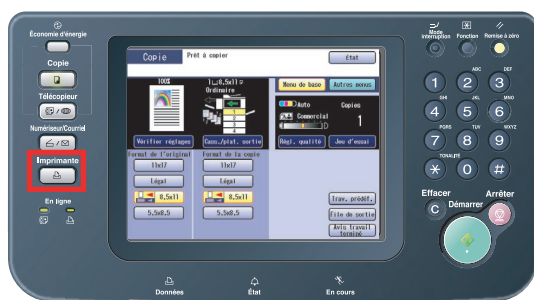 Économie d'énergie
Copie
Télécopieur
Numériseur/Courriel
Imprimante
En ligne
Copie
Prêt à copier
État
100%
1 8,5x11
Ordinaire
1
2
3
4
Menu de base
Autres menus
Auto
Copies
Commercial
1
Vérifier réglages
Cass./plat. sortie
Régl. qualité
Jeu d'essai
Format de l'original
Format de la copie
11x17
11x17
Légal
Légal
8,5x11
8,5x11
5.5x8.5
5.5x8.5
Trav. prédéf.
File de sortie
Avis travail
terminé
Mode
interruption
Fonction
Remise à zéro
1
ABC
2
DEF
3
GHI
4
JKL
5
MNO
6
PQRS
7
TUV
8
WXYZ
9
TONALITÉ
*
0
#
Effacer
C
Démarrer
Arrêter
Données
État
En cours